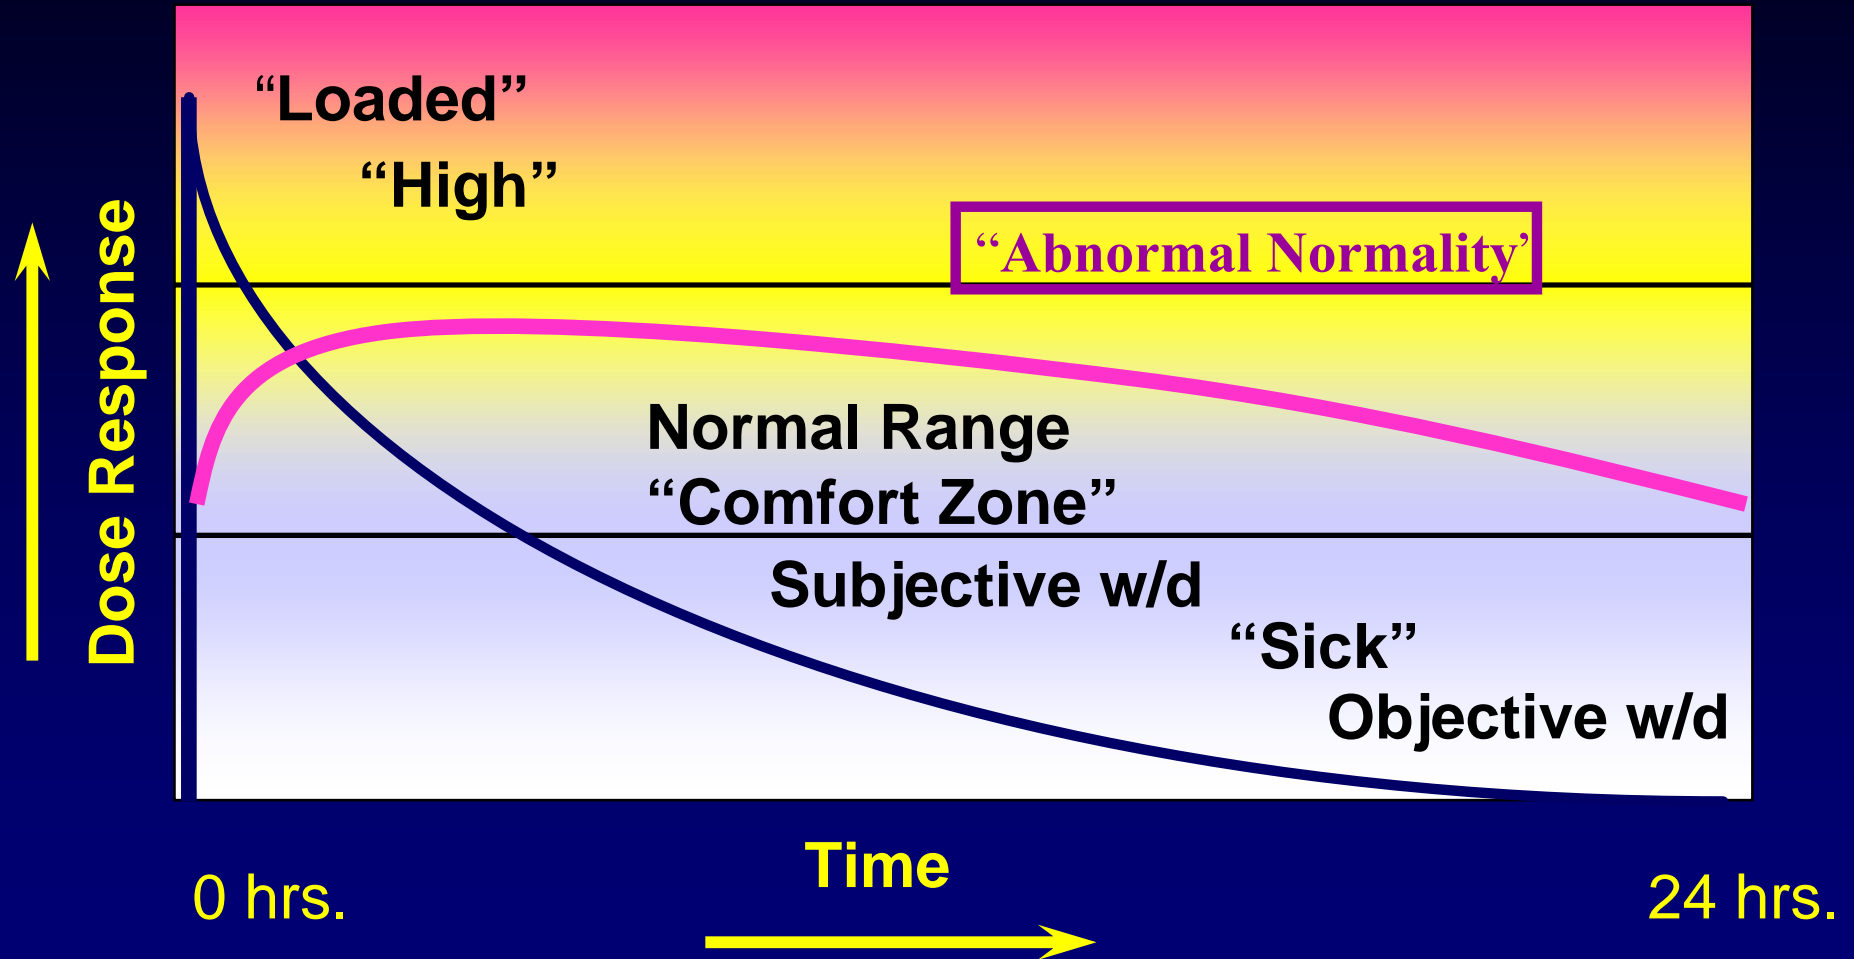 “Loaded”
“High”
“Abnormal Normality’
Normal Range
“Comfort Zone”
Subjective w/d
“Sick”
Objective w/d
Dose Response
Time
0 hrs.
24 hrs.